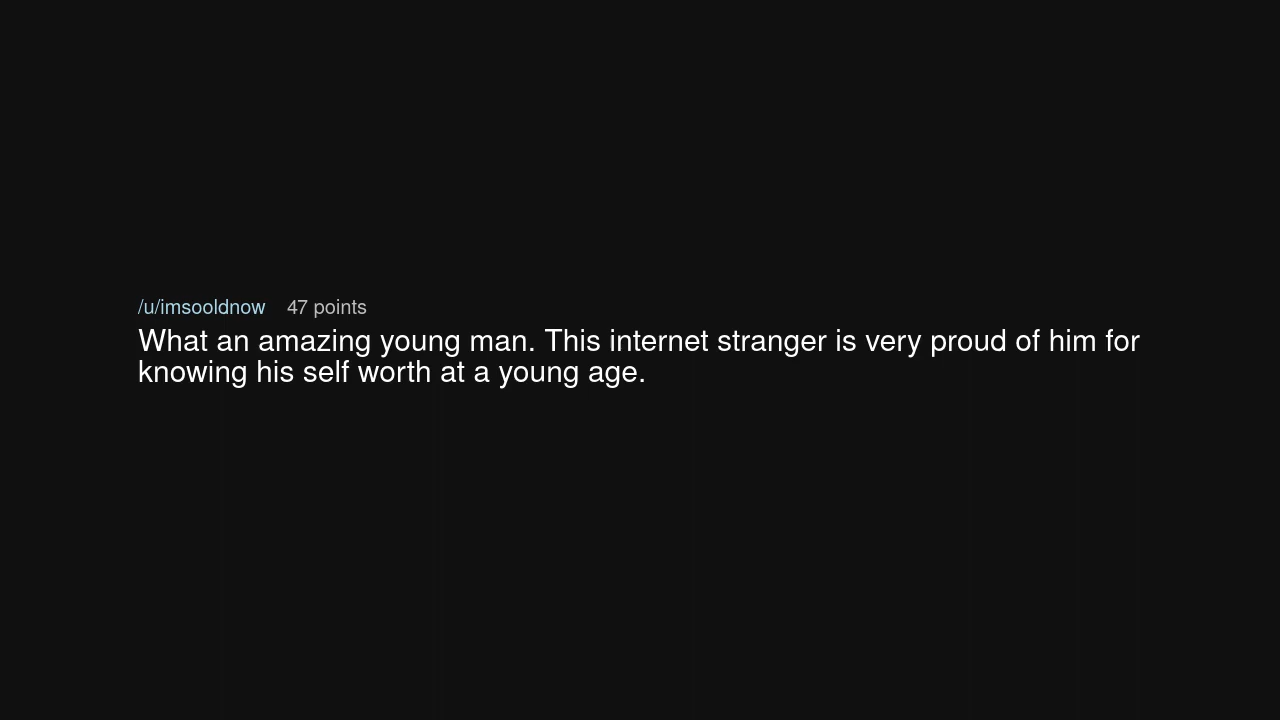 /u/imsooldnow 47 points
What an amazing young man. This internet stranger is very proud of him for
knowing his self worth at a young age.